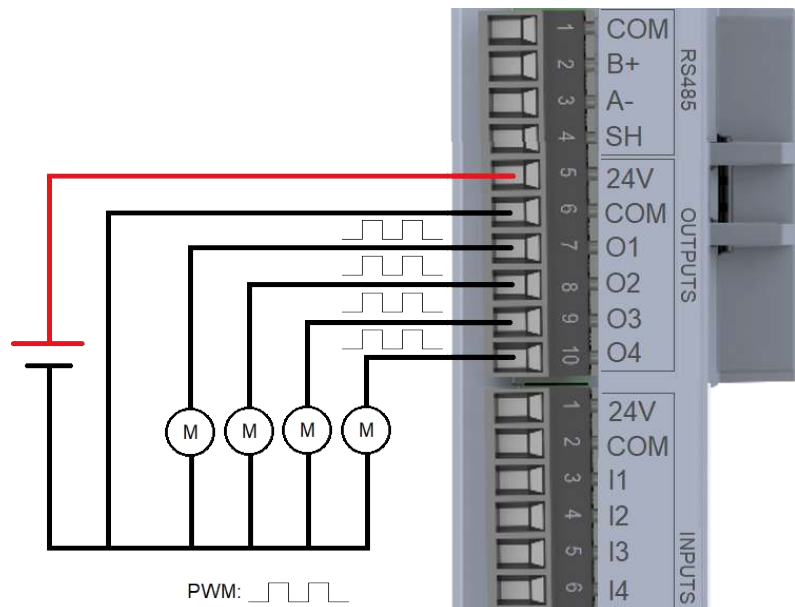 1 COM
2 B+
3 A-
4 SH
RS485
5 24V
6 COM
7 O1
8 O2
9 O3
10 O4
OUTPUTS
M M M M
1 24V
2 COM
3 I1
4 I2
5 I3
6 I4
INPUTS
PWM: